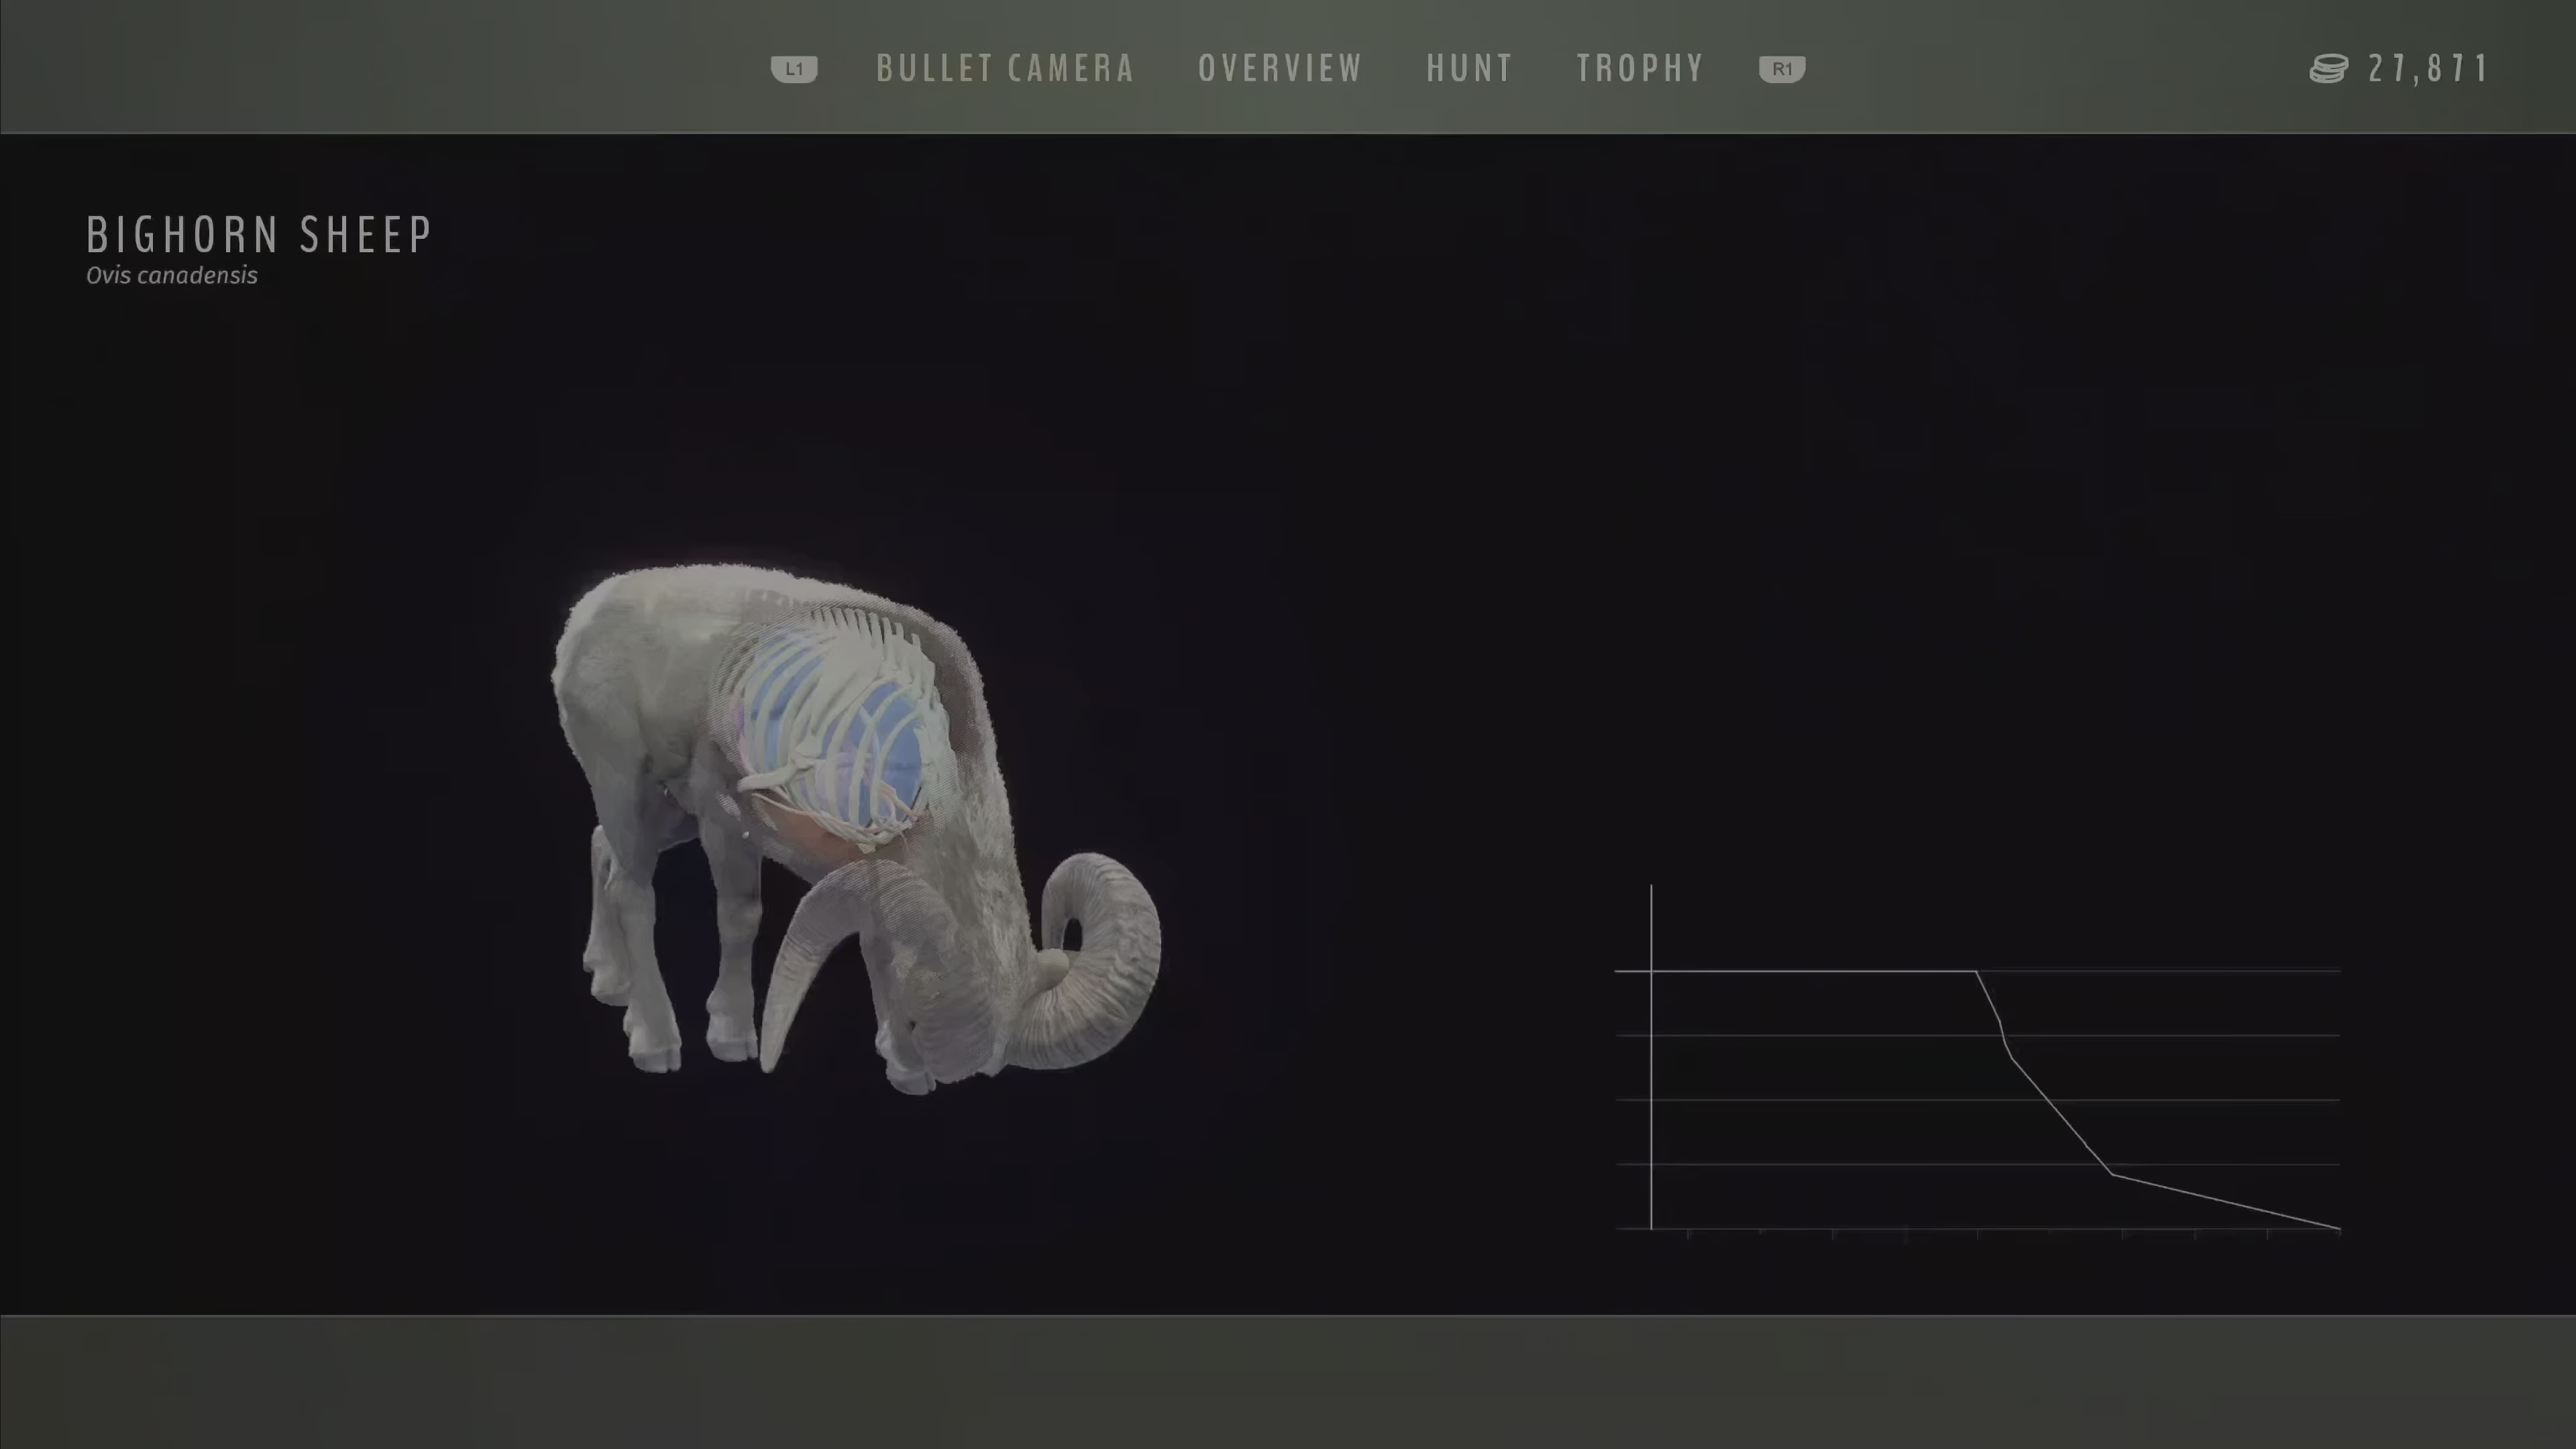 L1 BULLET CAMERA OVERVIEW HUNT TROPHY R1 27,871
BIGHORN SHEEP
Ovis canadensis